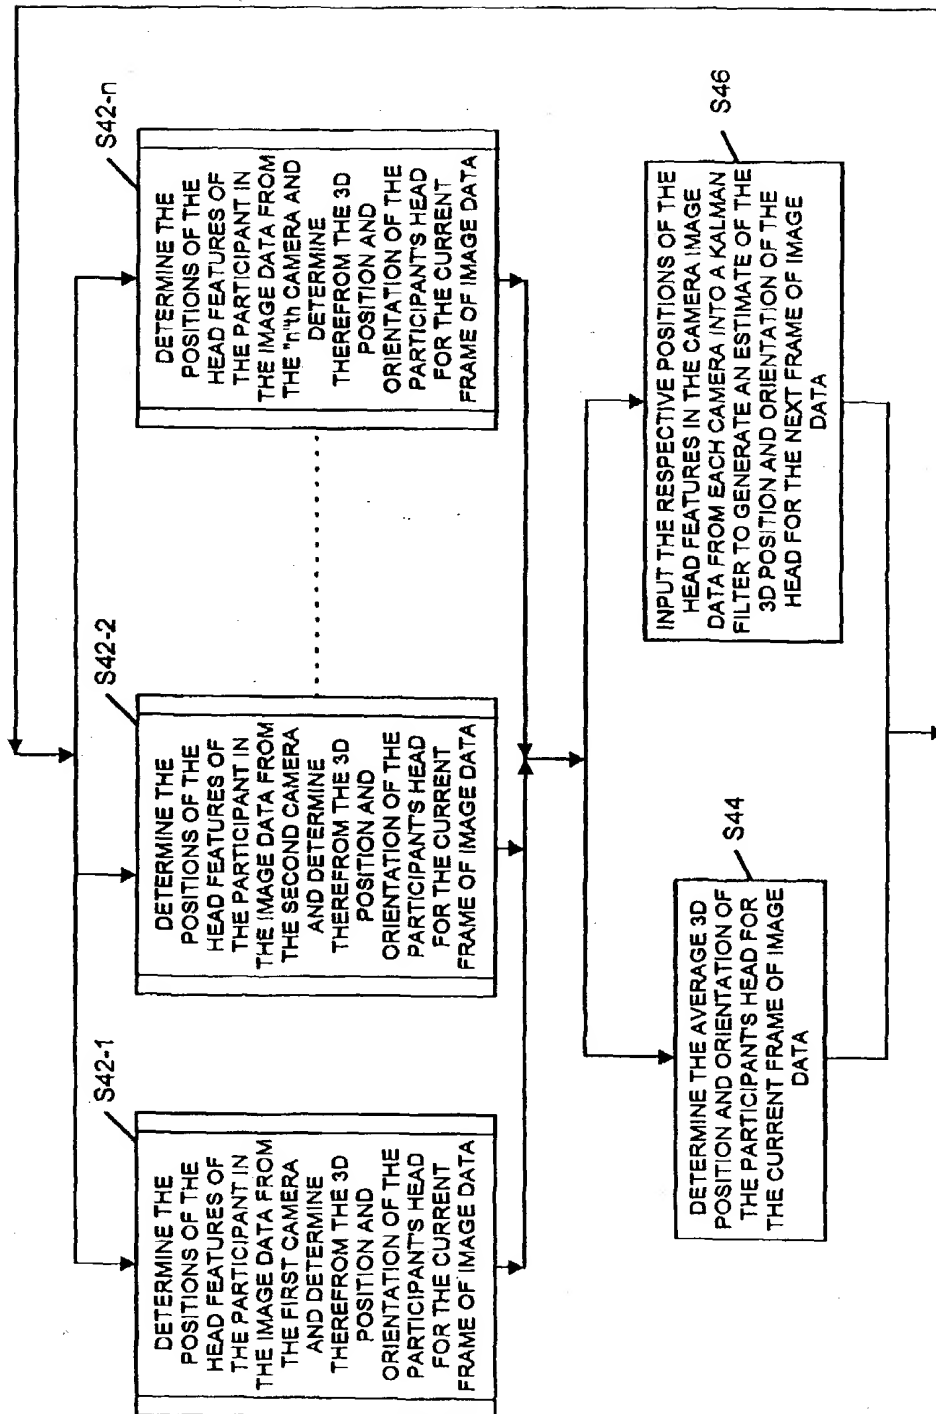 S42-1
DETERMINE THE
POSITIONS OF THE
HEAD FEATURES OF
THE PARTICIPANT IN
THE IMAGE DATA FROM
THE FIRST CAMERA
AND DETERMINE
THEREFROM THE 3D
POSITION AND
ORIENTATION OF THE
PARTICIPANT'S HEAD
FOR THE CURRENT
FRAME OF IMAGE DATA
S42-2
DETERMINE THE
POSITIONS OF THE
HEAD FEATURES OF
THE PARTICIPANT IN
THE IMAGE DATA FROM
THE SECOND CAMERA
AND DETERMINE
THEREFROM THE 3D
POSITION AND
ORIENTATION OF THE
PARTICIPANT'S HEAD
FOR THE CURRENT
FRAME OF IMAGE DATA
S42-n
DETERMINE THE
POSITIONS OF THE
HEAD FEATURES OF
THE PARTICIPANT IN
THE IMAGE DATA FROM
THE "n"th CAMERA AND
DETERMINE
THEREFROM THE 3D
POSITION AND
ORIENTATION OF THE
PARTICIPANT'S HEAD
FOR THE CURRENT
FRAME OF IMAGE DATA
S44
DETERMINE THE AVERAGE 3D
POSITION AND ORIENTATION OF
THE PARTICIPANT'S HEAD FOR
THE CURRENT FRAME OF IMAGE
DATA
S46
INPUT THE RESPECTIVE POSITIONS OF THE
HEAD FEATURES IN THE CAMERA IMAGE
DATA FROM EACH CAMERA INTO A KALMAN
FILTER TO GENERATE AN ESTIMATE OF THE
3D POSITION AND ORIENTATION OF THE
HEAD FOR THE NEXT FRAME OF IMAGE
DATA